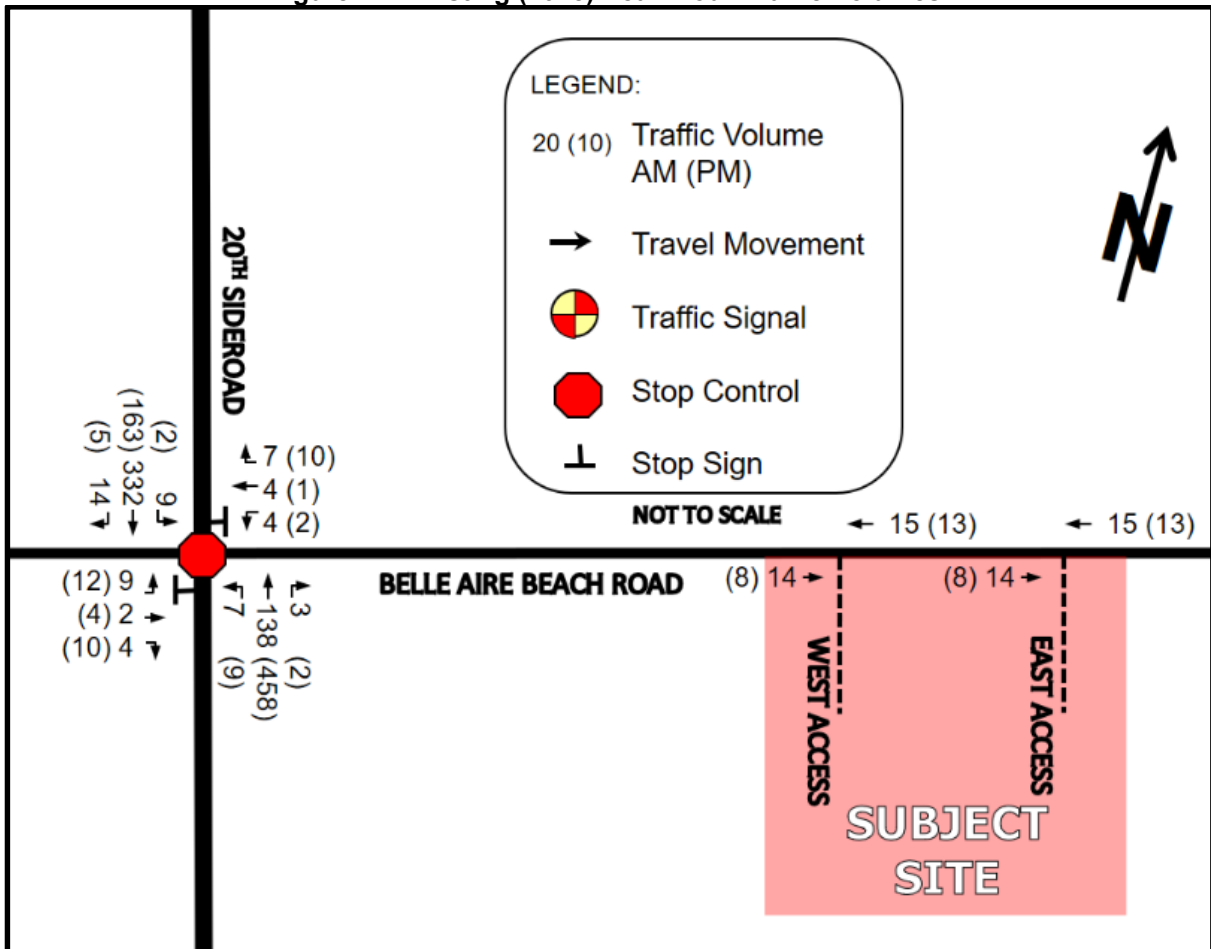 LEGEND:
20 (10) Traffic Volume
AM (PM)
Travel Movement
Traffic Signal
Stop Control
Stop Sign
N
NOT TO SCALE
20TH SIDEROAD
(5) 14
(163) 332
(2) 9
7 (10)
4 (1)
4 (2)
15 (13)
15 (13)
(12) 9
(4) 2
(10) 4
7 (9)
138 (458)
3 (2)
BELLE AIRE BEACH ROAD
(8) 14
(8) 14
WEST ACCESS
EAST ACCESS
SUBJECT
SITE